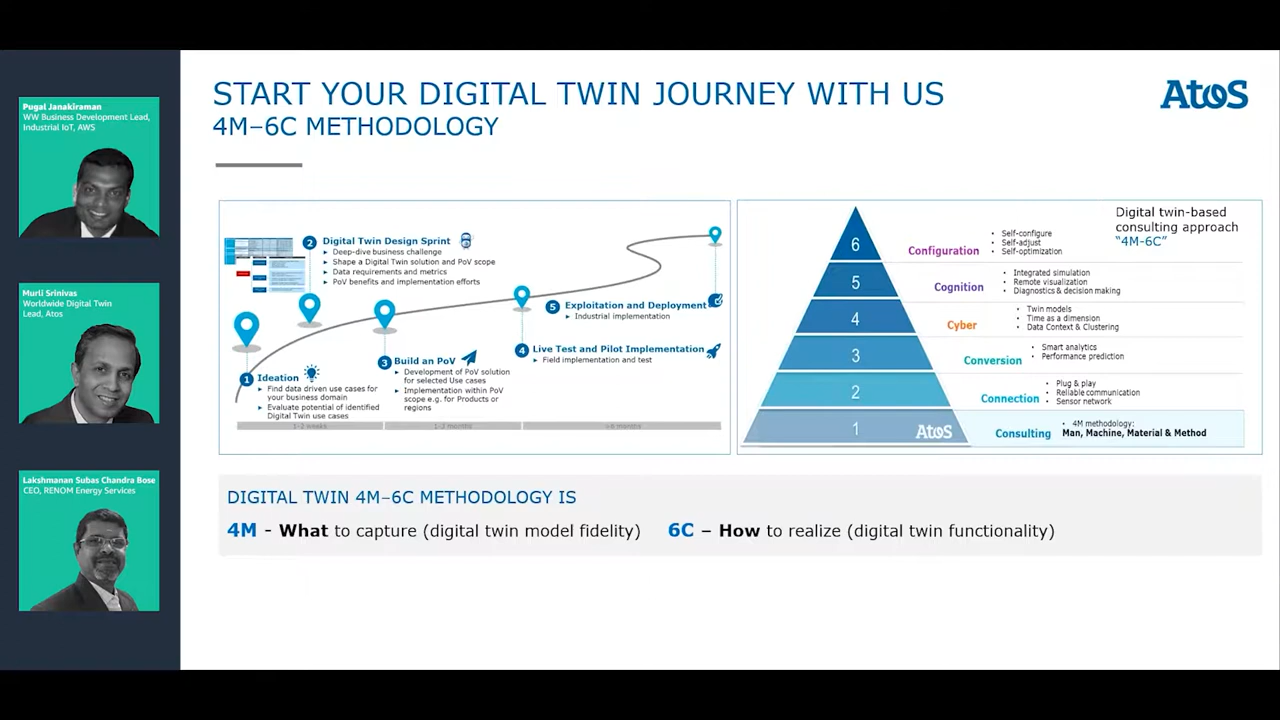 Pugal Janakiraman
WW Business Development Lead,
Industrial IoT, AWS
Murli Srinivas
Worldwide Digital Twin
Lead, Atos
Lakshmanan Subas Chandra Bose
CEO, RENOM Energy Services
START YOUR DIGITAL TWIN JOURNEY WITH US
4M–6C METHODOLOGY
Atos
2 Digital Twin Design Sprint
Deep-dive business challenge
Shape a Digital Twin solution and PoV scope
Data requirements and metrics
PoV benefits and implementation efforts
5 Exploitation and Deployment
Industrial implementation
4 Live Test and Pilot Implementation
Field implementation and test
3 Build an PoV
Development of PoV solution
for selected Use cases
Implementation within PoV
scope e.g. for Products or
regions
1 Ideation
Find data driven use cases for
your business domain
Evaluate potential of identified
Digital Twin use cases
1-2 weeks
1-2 months
Digital twin-based
consulting approach
“4M-6C”
6
Configuration
• Self-configure
• Self-adjust
• Self-optimization
5
Cognition
• Integrated simulation
• Remote visualization
• Diagnostics & decision making
4
Cyber
• Twin models
• Time as a dimension
• Data Context & Clustering
3
Conversion
• Smart analytics
• Performance prediction
2
Connection
• Plug & play
• Reliable communication
• Sensor network
1
Atos
Consulting
• 4M methodology:
Man, Machine, Material & Method
DIGITAL TWIN 4M–6C METHODOLOGY IS
4M - What to capture (digital twin model fidelity) 6C – How to realize (digital twin functionality)